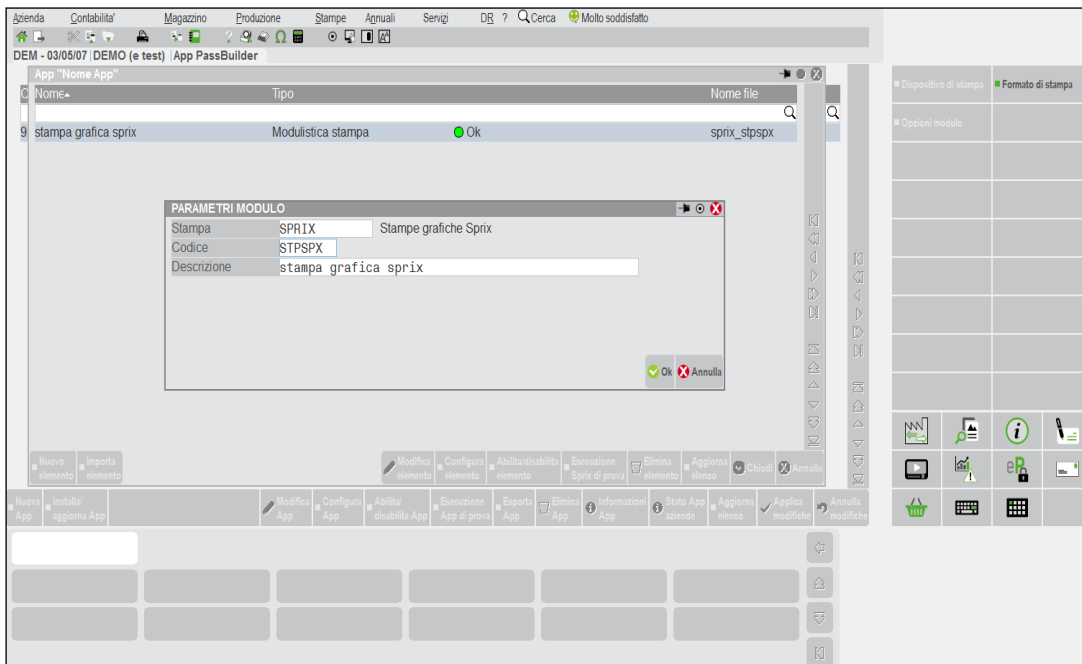 Azienda Contabilita' Magazzino Produzione Stampe Annuali Servizi DR ? Cerca Molto soddisfatto
DEM - 03/05/07 DEMO (e test) App PassBuilder
App "Nome App"
C Nome Tipo Nome file
9 stampa grafica sprix Modulistica stampa Ok sprix_stpspx
PARAMETRI MODULO
Stampa SPRIX Stampe grafiche Sprix
Codice STPSPX
Descrizione stampa grafica sprix
Ok Annulla
Nuovo elemento Importa elemento Modifica elemento Configura elemento Abilita/disabilita elemento Esecuzione Sprix di prova Elimina elemento Aggiorna elenco Chiudi Annulla
Nuova App Installa/ aggiorna App Modifica App Configura App Abilita/ disabilita App Esecuzione App di prova Esporta App Elimina App Informazioni App Stato App aziende Aggiorna elenco Applica modifiche Annulla modifiche
Dispositivo di stampa Formato di stampa
Opzioni modulo